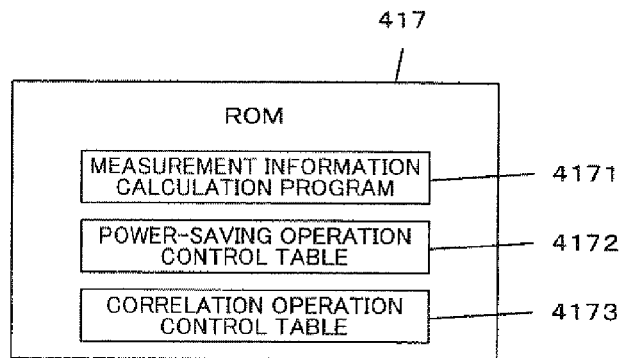 417
ROM
MEASUREMENT INFORMATION
CALCULATION PROGRAM
4171
POWER-SAVING OPERATION
CONTROL TABLE
4172
CORRELATION OPERATION
CONTROL TABLE
4173